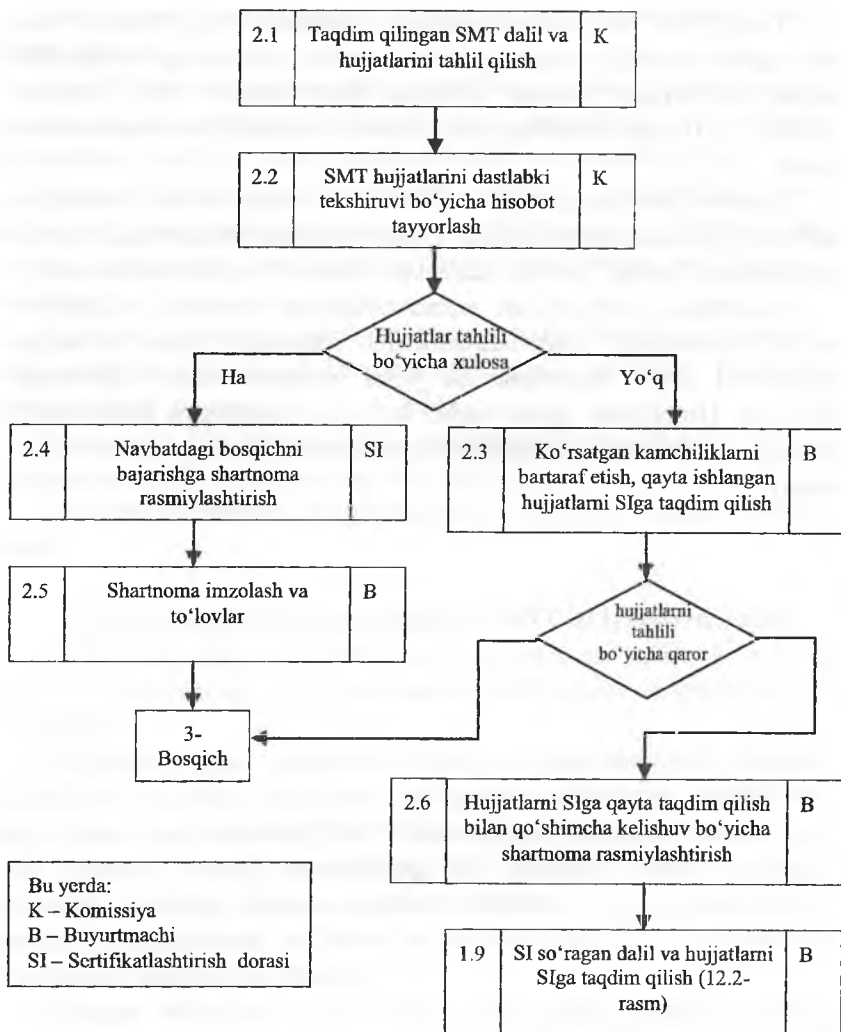 2.1 Taqdim qilingan SMT dalil va K
hujjatlarini tahlil qilish
2.2 SMT hujjatlarini dastlabki K
tekshiruvi bo‘yicha hisobot
tayyorlash
Hujjatlar tahlili
bo‘yicha xulosa
Ha
Yo‘q
2.4 Navbatdagi bosqichni SI
bajarishga shartnoma
rasmiylashtirish
2.3 Ko‘rsatgan kamchiliklarni B
bartaraf etish, qayta ishlangan
hujjatlarni SIga taqdim qilish
2.5 Shartnoma imzolash va B
to‘lovlar
hujjatlarni
tahlili
bo‘yicha qaror
3-
Bosqich
2.6 Hujjatlarni SIga qayta taqdim qilish B
bilan qo‘shimcha kelishuv bo‘yicha
shartnoma rasmiylashtirish
Bu yerda:
K – Komissiya
B – Buyurtmachi
SI – Sertifikatlashtirish dorasi
1.9 SI so‘ragan dalil va hujjatlarni B
SIga taqdim qilish (12.2-
rasm)